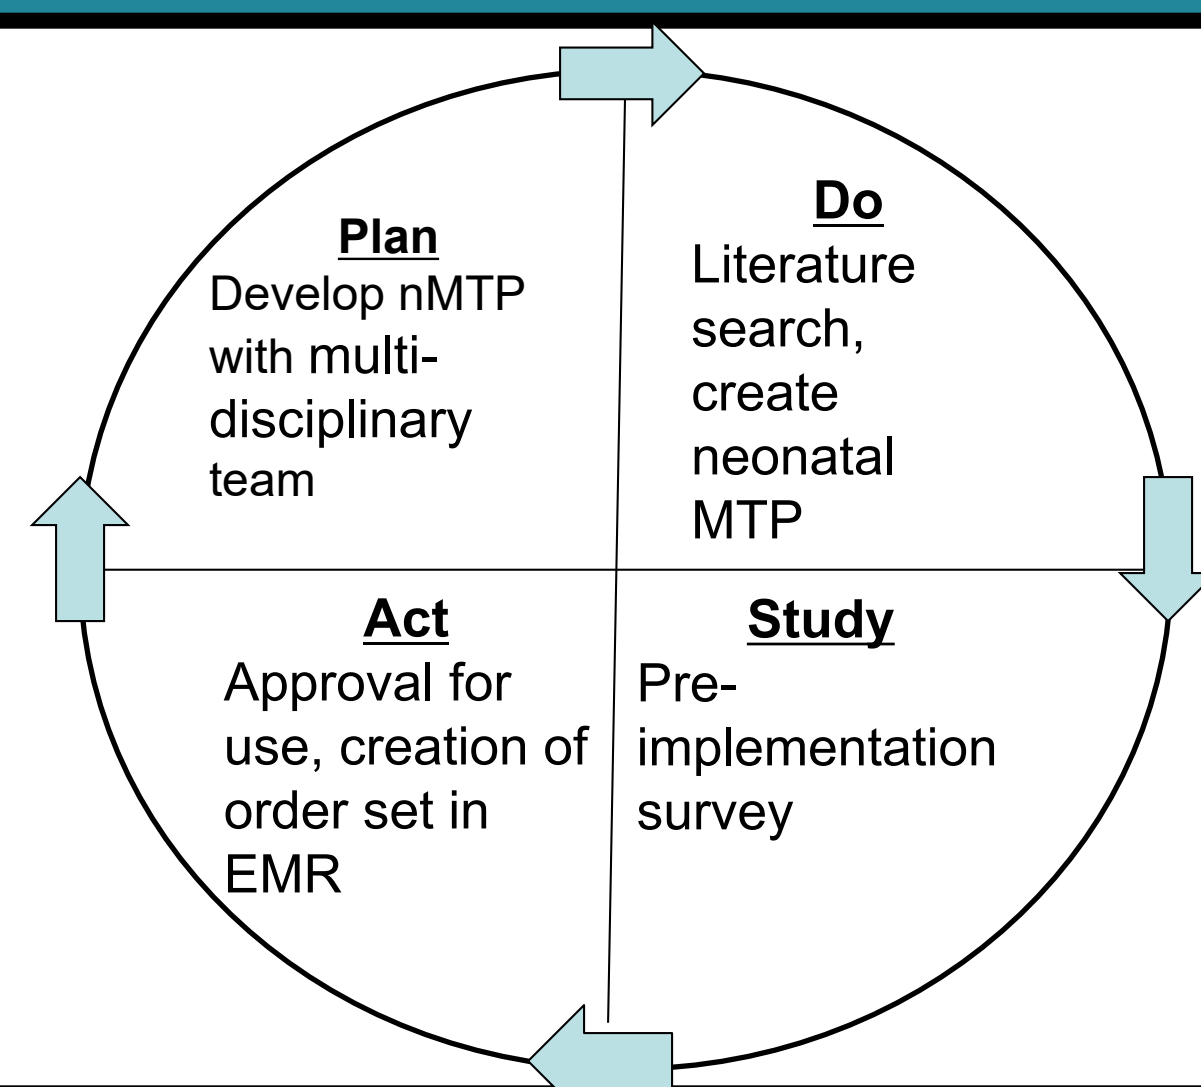 Plan
Develop nMTP
with multi-
disciplinary
team
Do
Literature
search,
create
neonatal
MTP
Act
Approval for
use, creation of
order set in
EMR
Study
Pre-
implementation
survey